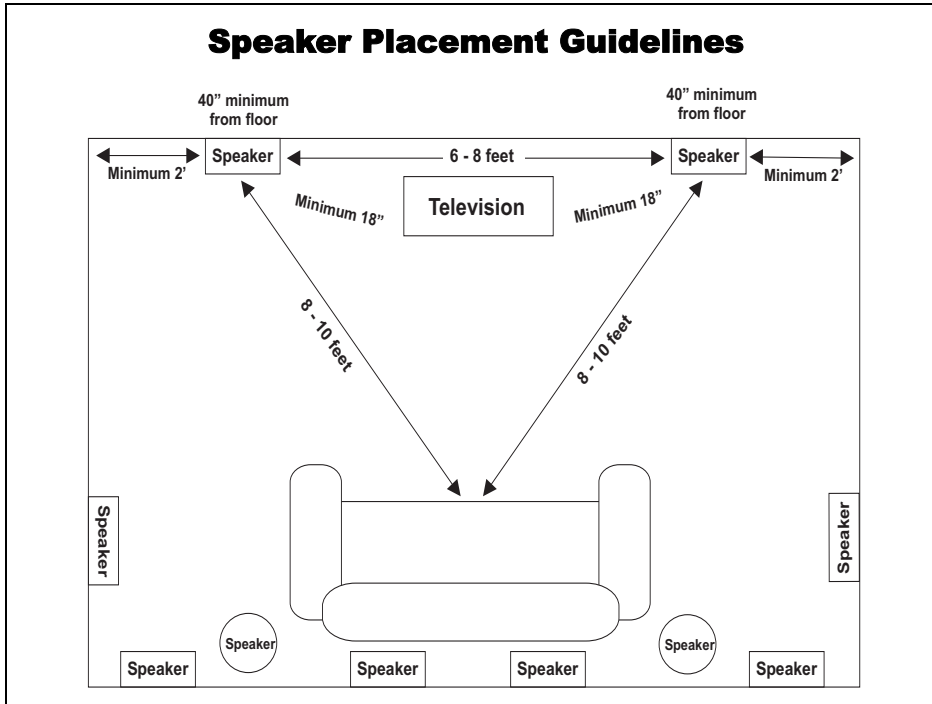 Speaker Placement Guidelines
40” minimum
from floor
40” minimum
from floor
Speaker
6 - 8 feet
Speaker
Minimum 2’
Minimum 2’
Minimum 18”
Television
Minimum 18”
8 - 10 feet
8 - 10 feet
Speaker
Speaker
Speaker
Speaker
Speaker
Speaker
Speaker
Speaker